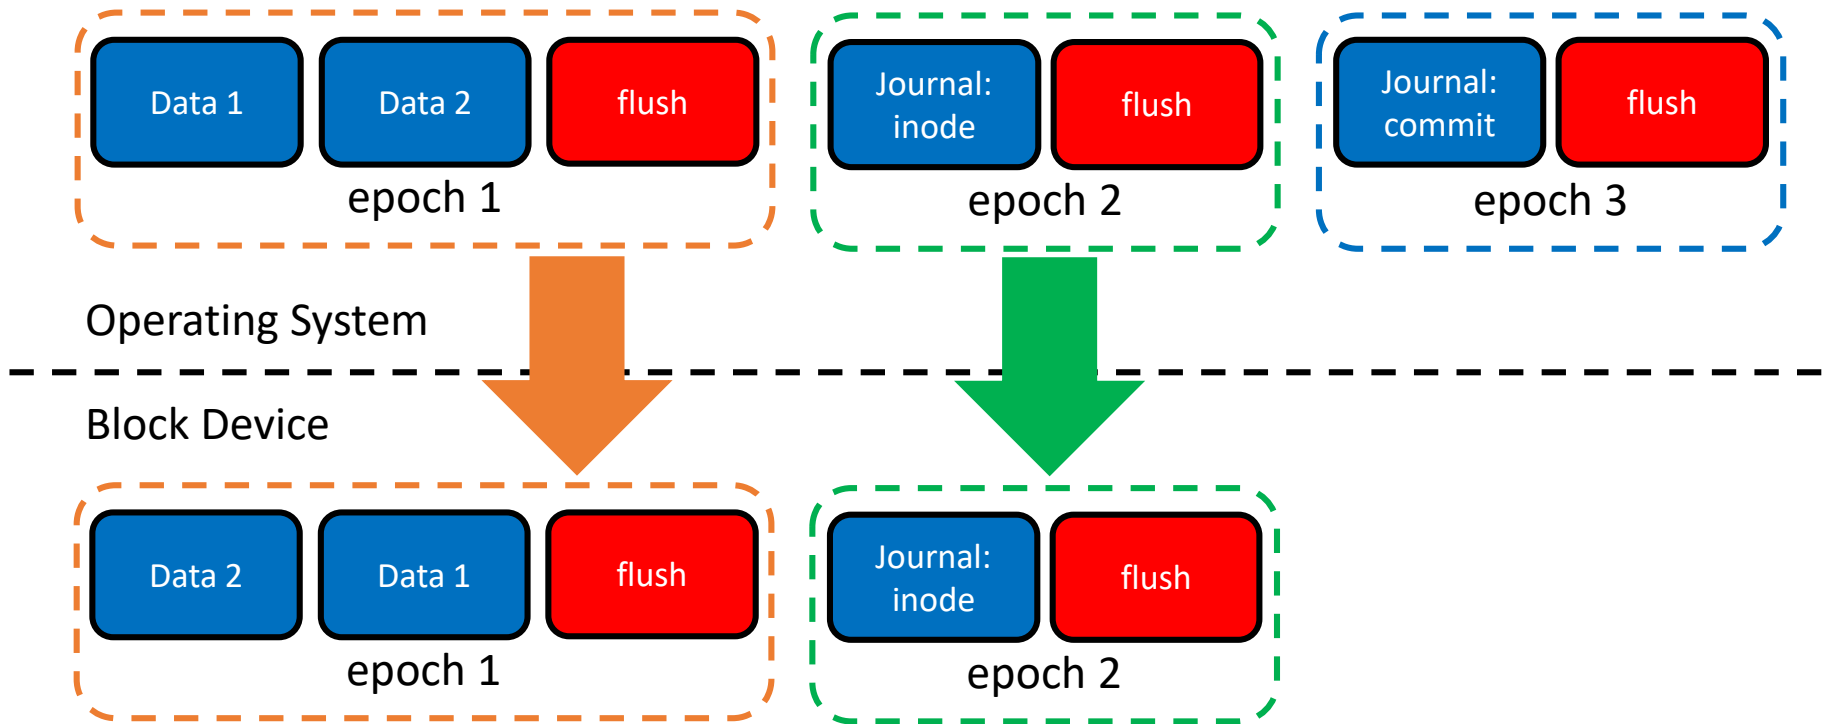 Data 1
Data 2
flush
epoch 1
Journal:
inode
flush
epoch 2
Journal:
commit
flush
epoch 3
Operating System
Block Device
Data 2
Data 1
flush
epoch 1
Journal:
inode
flush
epoch 2